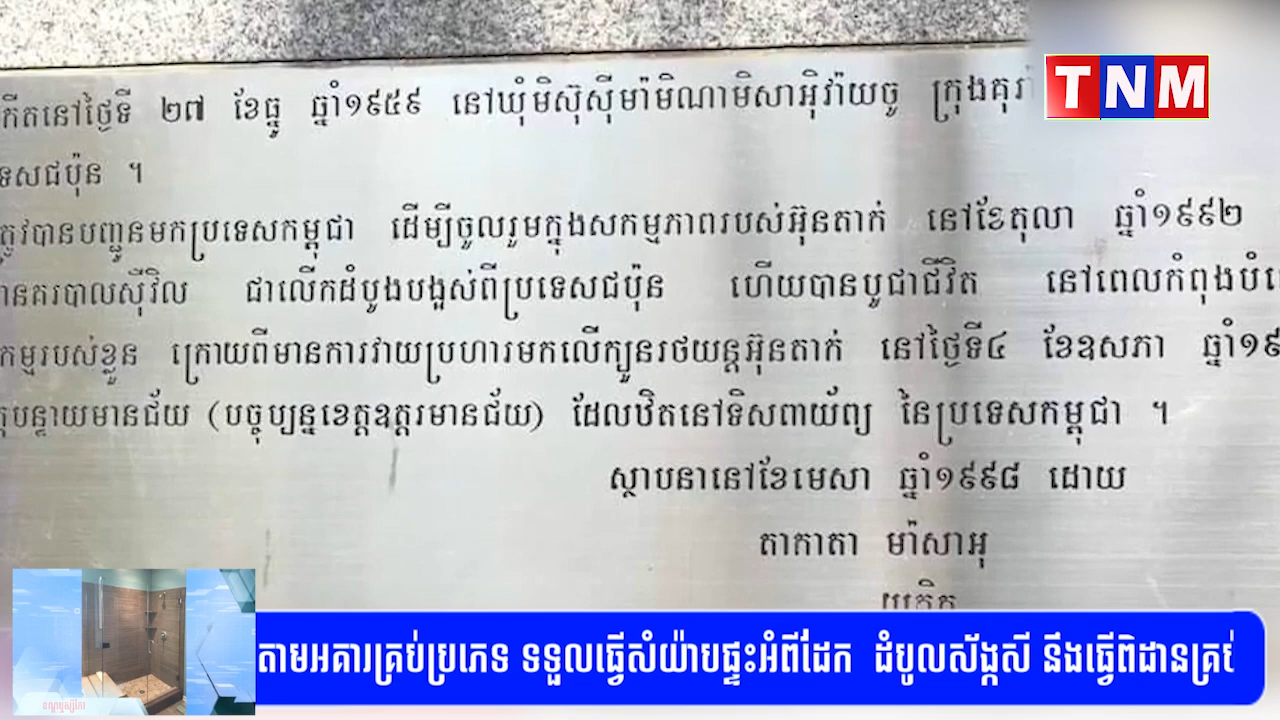 កើតនៅថ្ងៃទី ២៧ ខែធ្នូ ឆ្នាំ១៩៥៩ នៅឃុំមិស៊ុស៊ីម៉ាមិណាមិសាអ៊ិវ៉ាយចូ ក្រុងគុរ៉ា
TNM
ទេសជប៉ុន ។
ត្រូវបានបញ្ជូនមកប្រទេសកម្ពុជា ដើម្បីចូលរួមក្នុងសកម្មភាពរបស់អ៊ុនតាក់ នៅខែតុលា ឆ្នាំ១៩៩២
នគរបាលស៊ីវិល ជាលើកដំបូងបង្អស់ពីប្រទេសជប៉ុន ហើយបានបូជាជីវិត នៅពេលកំពុងបំពេ
កម្មរបស់ខ្លួន ក្រោយពីមានការវាយប្រហារមកលើក្បួនរថយន្តអ៊ុនតាក់ នៅថ្ងៃទី៤ ខែឧសភា ឆ្នាំ១៩
បន្ទាយមានជ័យ (បច្ចុប្បន្នខេត្តឧត្តរមានជ័យ) ដែលឋិតនៅទិសពាយ័ព្យ នៃប្រទេសកម្ពុជា ។
ស្ថាបនានៅខែមេសា ឆ្នាំ១៩៩៨ ដោយ
តាកាតា ម៉ាសាអុ
តាមអគារគ្រប់ប្រភេទ ទទួលធ្វើសំយ៉ាបផ្ទះអំពីដែក ដំបូលស័ង្កសី នឹងធ្វើពិដានគ្រប់